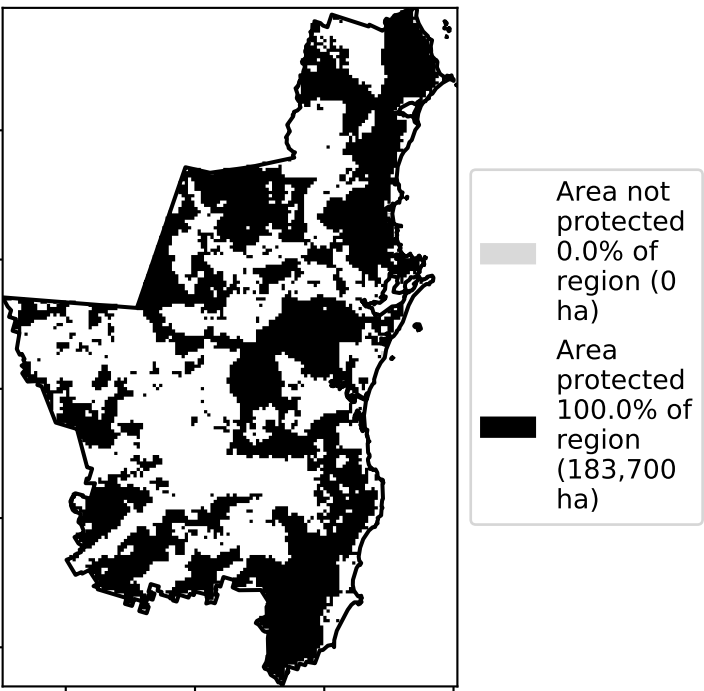 Area not
protected
0.0% of
region (0
ha)
Area
protected
100.0% of
region
(183,700
ha)